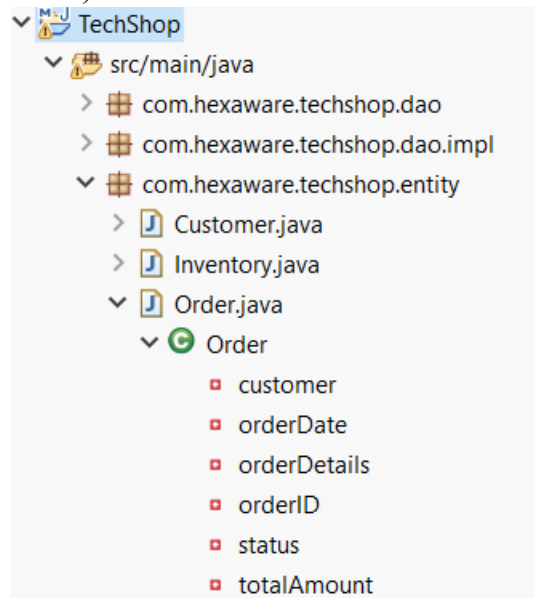 TechShop
src/main/java
com.hexaware.techshop.dao
com.hexaware.techshop.dao.impl
com.hexaware.techshop.entity
Customer.java
Inventory.java
Order.java
Order
customer
orderDate
orderDetails
orderID
status
totalAmount